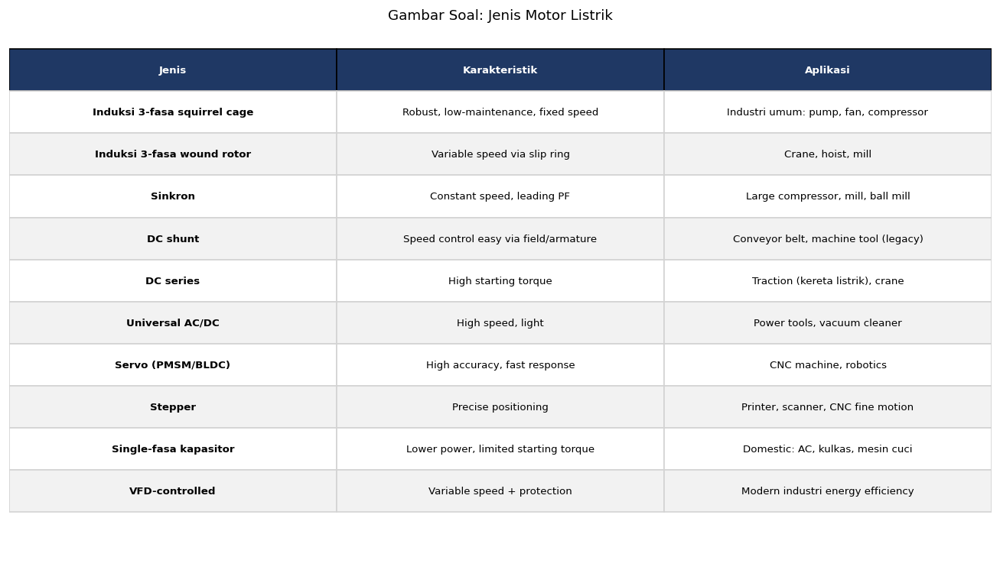 Gambar Soal: Jenis Motor Listrik
Jenis Karakteristik Aplikasi
Induksi 3-fasa squirrel cage Robust, low-maintenance, fixed speed Industri umum: pump, fan, compressor
Induksi 3-fasa wound rotor Variable speed via slip ring Crane, hoist, mill
Sinkron Constant speed, leading PF Large compressor, mill, ball mill
DC shunt Speed control easy via field/armature Conveyor belt, machine tool (legacy)
DC series High starting torque Traction (kereta listrik), crane
Universal AC/DC High speed, light Power tools, vacuum cleaner
Servo (PMSM/BLDC) High accuracy, fast response CNC machine, robotics
Stepper Precise positioning Printer, scanner, CNC fine motion
Single-fasa kapasitor Lower power, limited starting torque Domestic: AC, kulkas, mesin cuci
VFD-controlled Variable speed + protection Modern industri energy efficiency